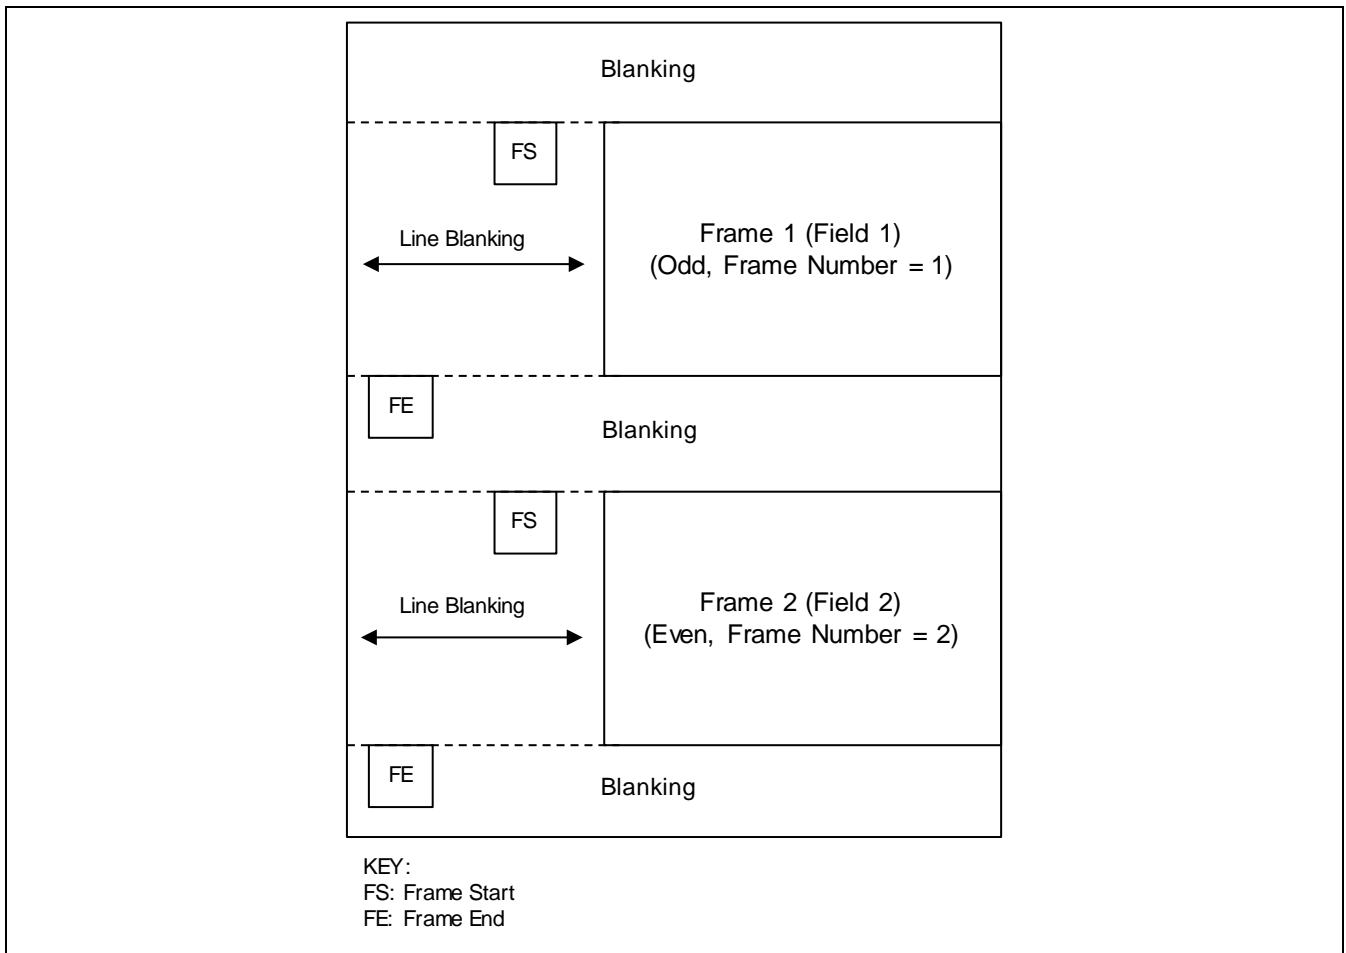 Blanking
FS
Line Blanking
Frame 1 (Field 1)
(Odd, Frame Number = 1)
FE
Blanking
FS
Line Blanking
Frame 2 (Field 2)
(Even, Frame Number = 2)
FE
Blanking
KEY:
FS: Frame Start
FE: Frame End